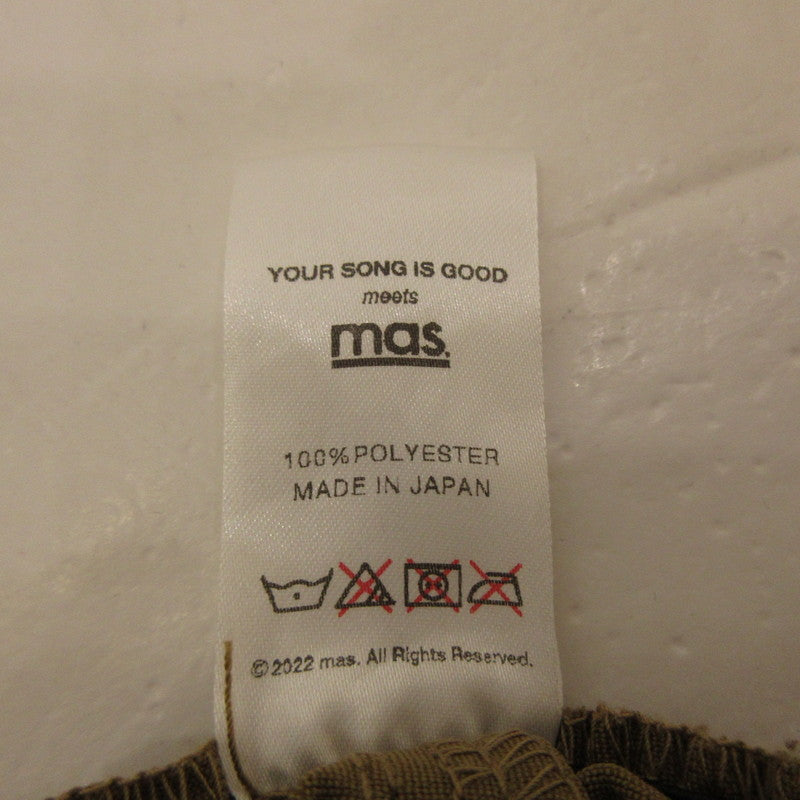 YOUR SONG IS GOOD
meets
mas.
100% POLYESTER
MADE IN JAPAN
©2022 mas. All Rights Reserved.